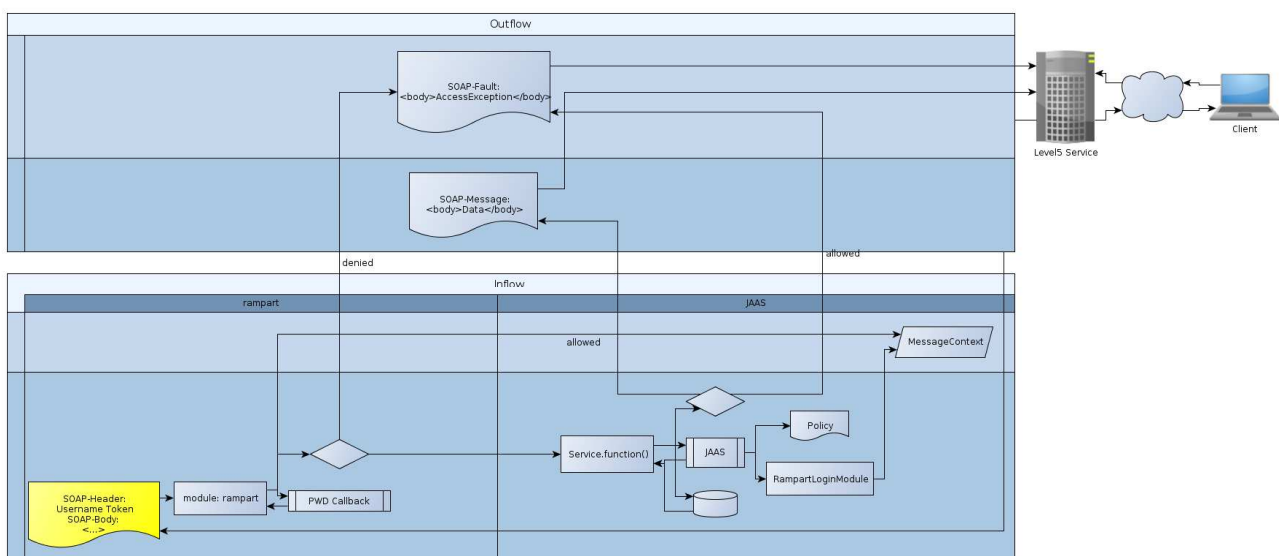 Outflow
SOAP-Fault:
<body>AccessException</body>
Level5 Service
Client
SOAP-Message:
<body>Data</body>
denied
allowed
Inflow
rampart
JAAS
allowed
MessageContext
Service.function()
JAAS
Policy
RampartLoginModule
SOAP-Header:
Username Token
SOAP-Body:
<...>
module: rampart
PWD Callback